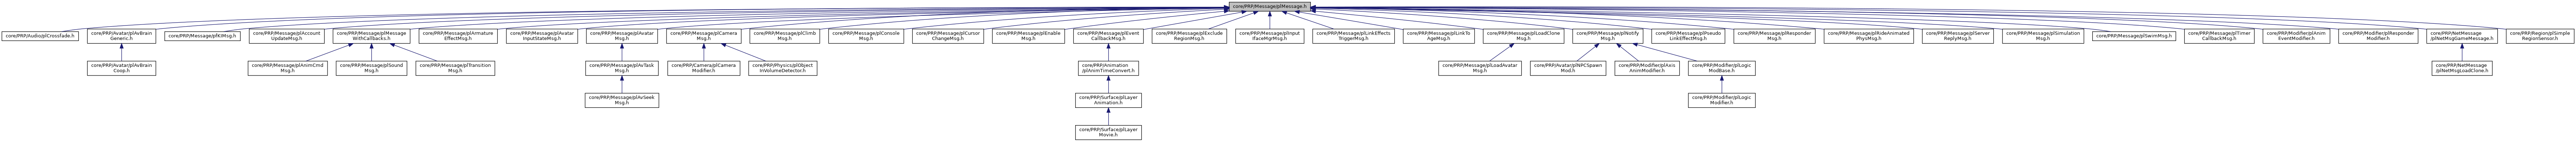 core/PRP/Message/plMessage.h
core/PRP/Audio/plCrossfade.h
core/PRP/Avatar/plAvBrain
Generic.h
core/PRP/Message/plKIMsg.h
core/PRP/Message/plAccount
UpdateMsg.h
core/PRP/Message/plMessage
WithCallbacks.h
core/PRP/Message/plArmature
EffectMsg.h
core/PRP/Message/plAvatar
InputStateMsg.h
core/PRP/Message/plAvatar
Msg.h
core/PRP/Message/plCamera
Msg.h
core/PRP/Message/plClimb
Msg.h
core/PRP/Message/plConsole
Msg.h
core/PRP/Message/plCursor
ChangeMsg.h
core/PRP/Message/plEnable
Msg.h
core/PRP/Message/plEvent
CallbackMsg.h
core/PRP/Message/plExclude
RegionMsg.h
core/PRP/Message/plInput
IfaceMgrMsg.h
core/PRP/Message/plLinkEffects
TriggerMsg.h
core/PRP/Message/plLinkTo
AgeMsg.h
core/PRP/Message/plLoadClone
Msg.h
core/PRP/Message/plNotify
Msg.h
core/PRP/Message/plPseudo
LinkEffectMsg.h
core/PRP/Message/plResponder
Msg.h
core/PRP/Message/plRideAnimated
PhysMsg.h
core/PRP/Message/plServer
ReplyMsg.h
core/PRP/Message/plSimulation
Msg.h
core/PRP/Message/plSwimMsg.h
core/PRP/Message/plTimer
CallbackMsg.h
core/PRP/Modifier/plAnim
EventModifier.h
core/PRP/Modifier/plResponder
Modifier.h
core/PRP/NetMessage
/plNetMsgGameMessage.h
core/PRP/Region/plSimple
RegionSensor.h
core/PRP/Avatar/plAvBrain
Coop.h
core/PRP/Message/plAnimCmd
Msg.h
core/PRP/Message/plSound
Msg.h
core/PRP/Message/plTransition
Msg.h
core/PRP/Message/plAvTask
Msg.h
core/PRP/Camera/plCamera
Modifier.h
core/PRP/Physics/plObject
InVolumeDetector.h
core/PRP/Animation
/plAnimTimeConvert.h
core/PRP/Message/plLoadAvatar
Msg.h
core/PRP/Avatar/plNPCSpawn
Mod.h
core/PRP/Modifier/plAxis
AnimModifier.h
core/PRP/Modifier/plLogic
ModBase.h
core/PRP/NetMessage
/plNetMsgLoadClone.h
core/PRP/Message/plAvSeek
Msg.h
core/PRP/Surface/plLayer
Animation.h
core/PRP/Modifier/plLogic
Modifier.h
core/PRP/Surface/plLayer
Movie.h